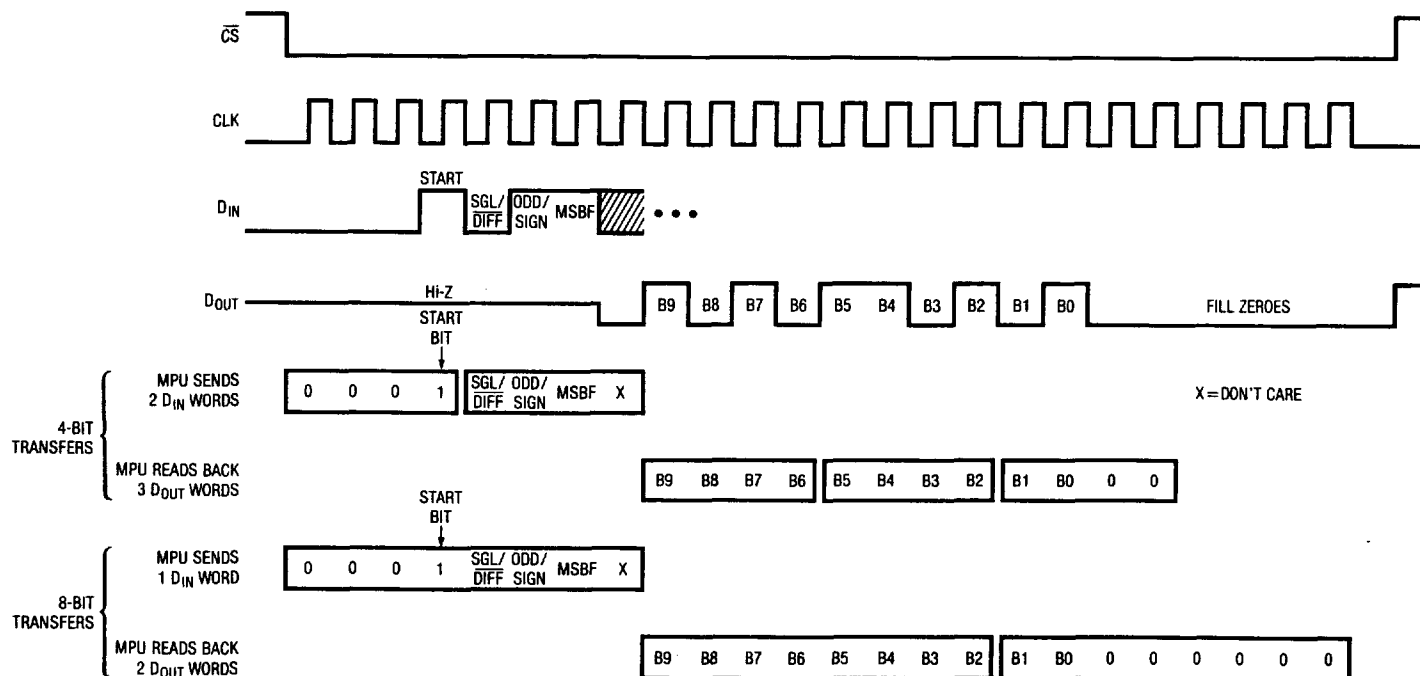 CS
CLK
START
DIN
SGL/ ODD/ MSBF
DIFF SIGN
• • •
Hi-Z
DOUT
B9 B8 B7 B6 B5 B4 B3 B2 B1 B0 FILL ZEROES
START
BIT
MPU SENDS
2 DIN WORDS
0 0 0 1 SGL/ ODD/ MSBF X
DIFF SIGN
X = DON'T CARE
4-BIT
TRANSFERS
MPU READS BACK
3 DOUT WORDS
B9 B8 B7 B6 B5 B4 B3 B2 B1 B0 0 0
START
BIT
MPU SENDS
1 DIN WORD
0 0 0 1 SGL/ ODD/ MSBF X
DIFF SIGN
8-BIT
TRANSFERS
MPU READS BACK
2 DOUT WORDS
B9 B8 B7 B6 B5 B4 B3 B2 B1 B0 0 0 0 0 0 0